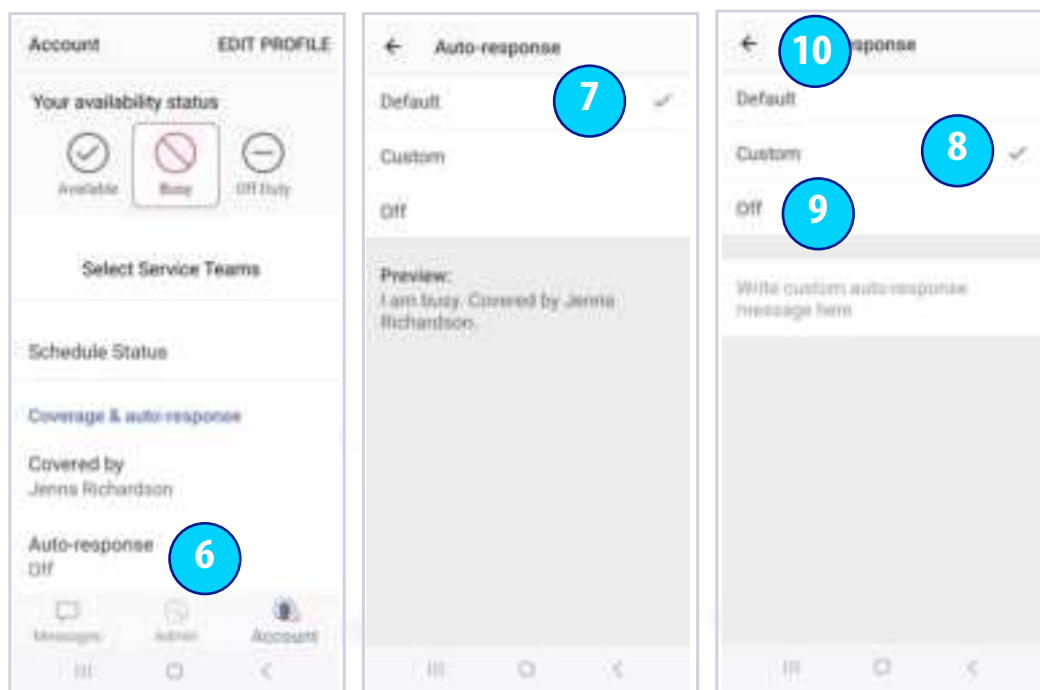 Account EDIT PROFILE
Your availability status
Available Busy Off Duty
Select Service Teams
Schedule Status
Coverage & auto-response
Covered by
Jenna Richardson
Auto-response
Off
6
Messages Admin Account
Auto-response
Default
7
Custom
Off
Preview:
I am busy. Covered by Jenna
Richardson.
10
sponse
Default
Custom
8
Off
9
Write custom auto-response
message here